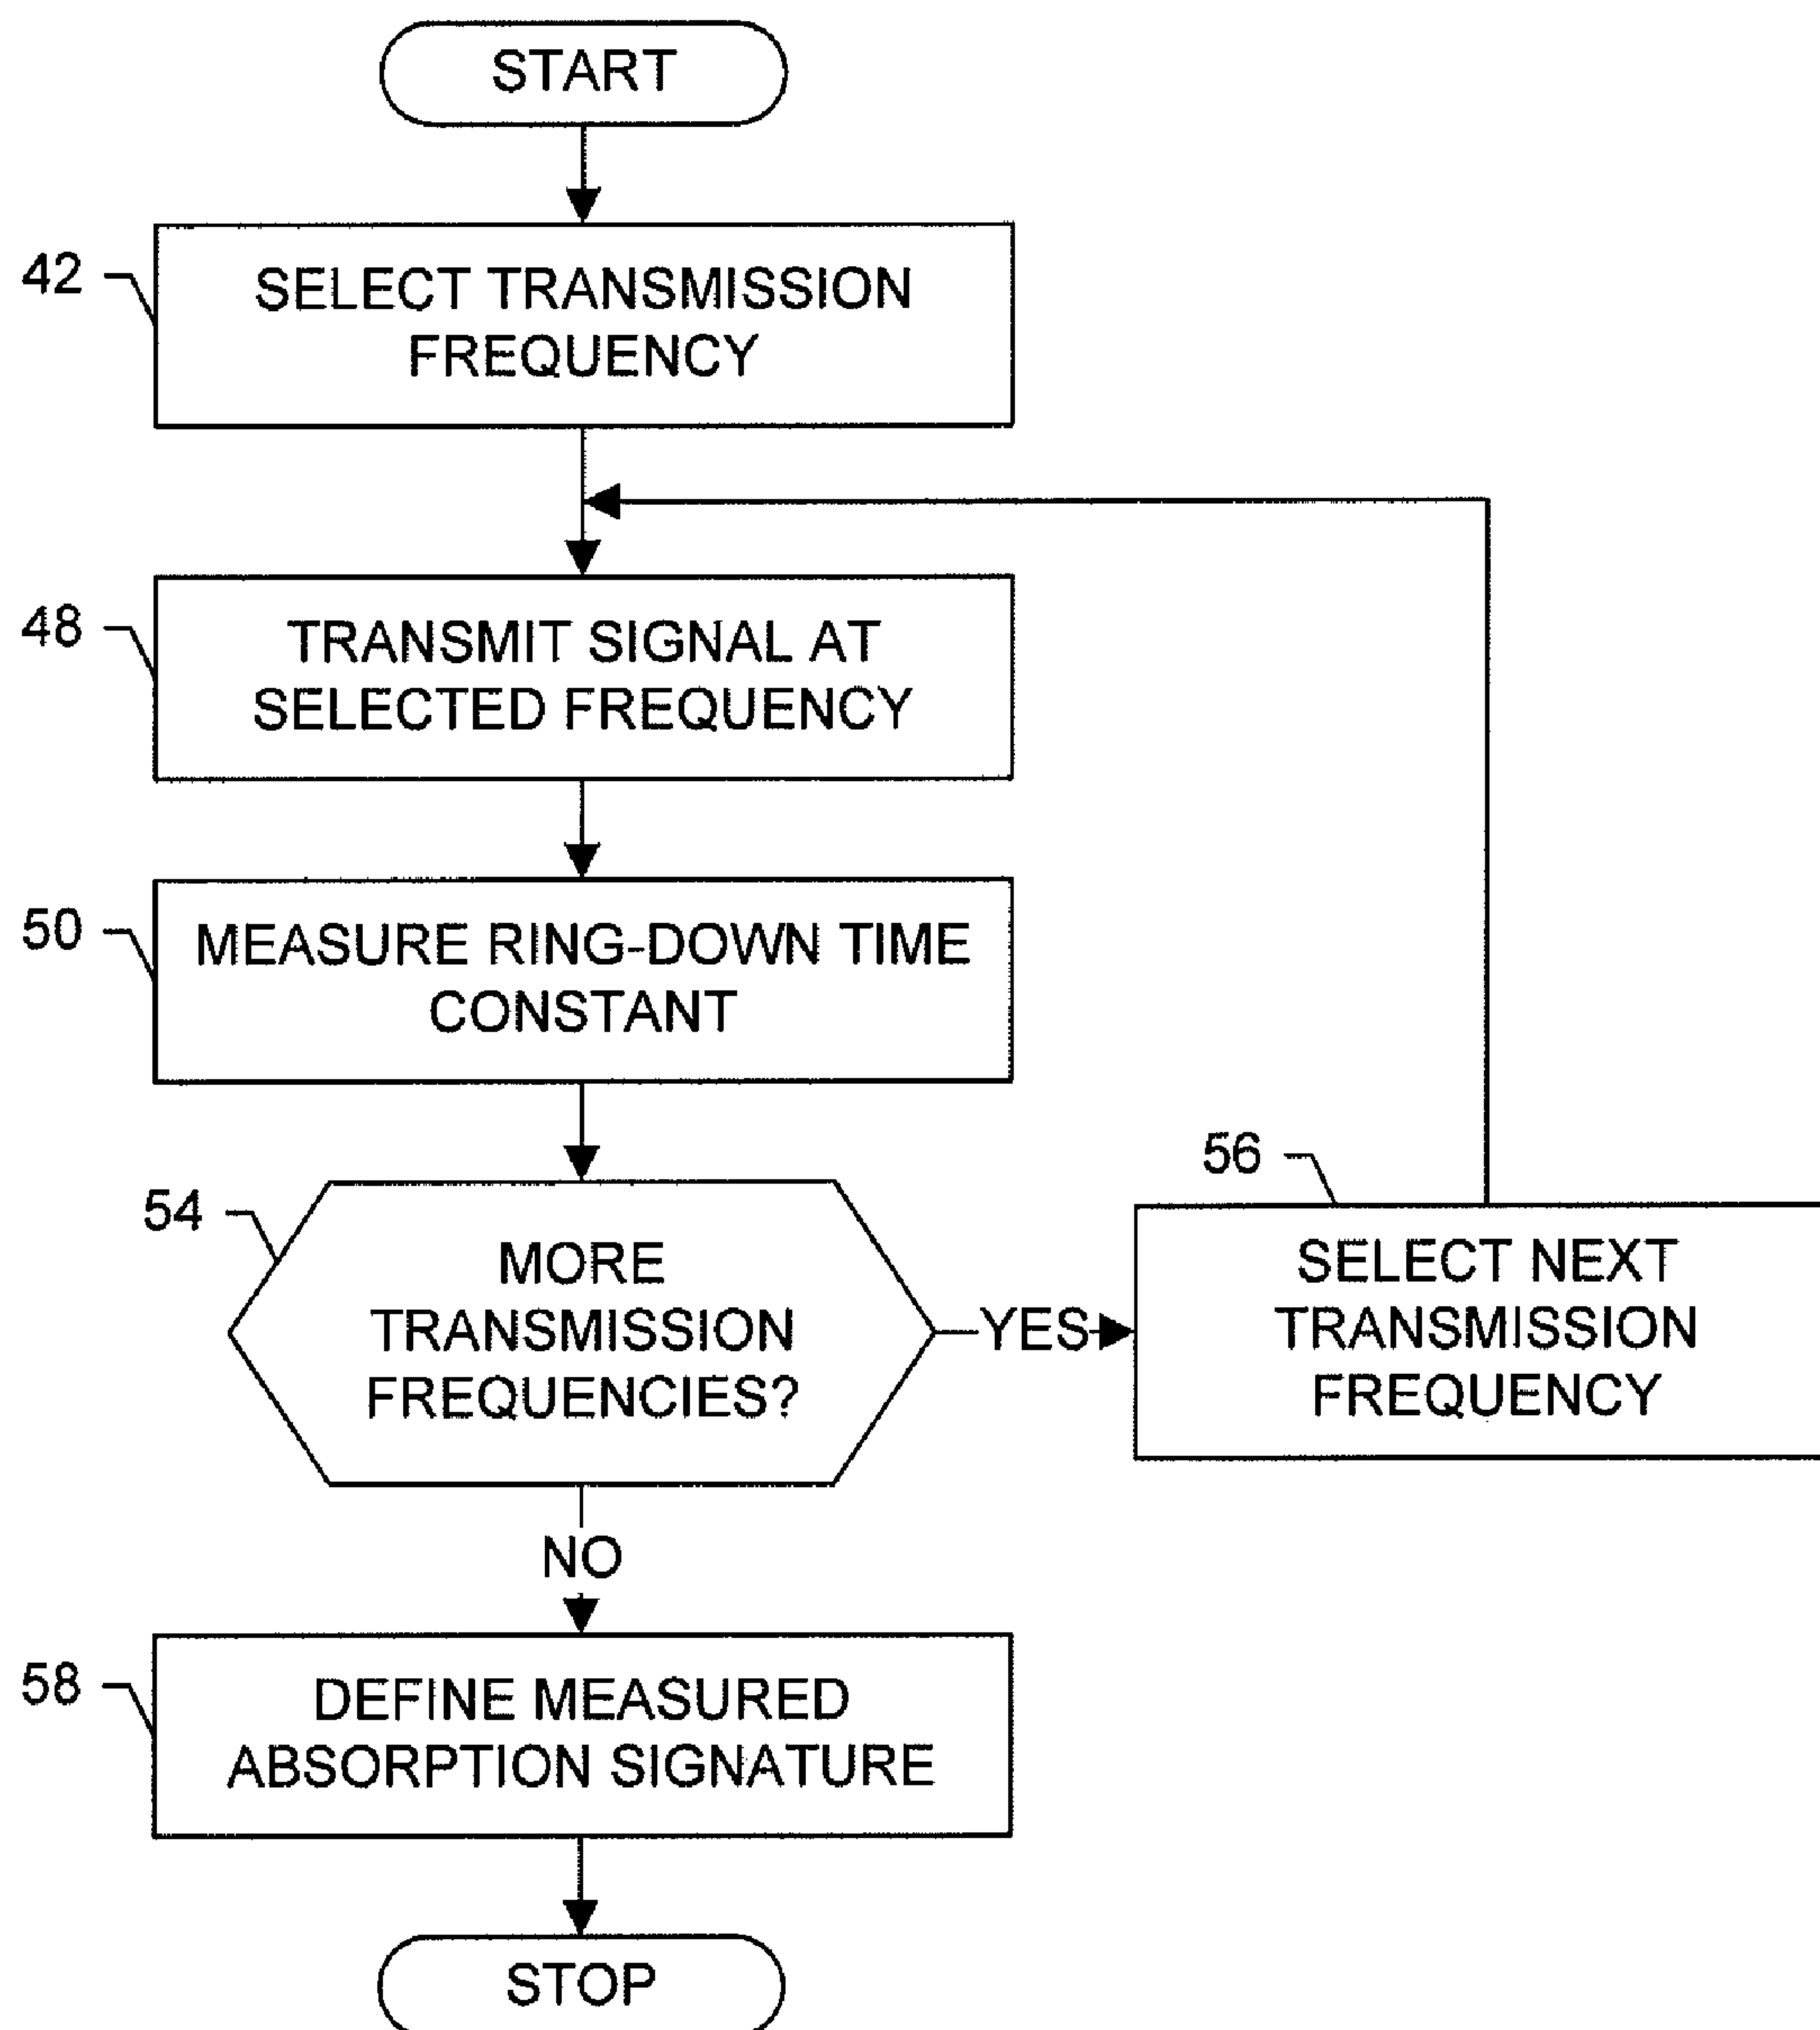 START
42
SELECT TRANSMISSION
FREQUENCY
48
TRANSMIT SIGNAL AT
SELECTED FREQUENCY
50
MEASURE RING-DOWN TIME
CONSTANT
54
MORE
TRANSMISSION
FREQUENCIES?
YES
56
SELECT NEXT
TRANSMISSION
FREQUENCY
NO
58
DEFINE MEASURED
ABSORPTION SIGNATURE
STOP